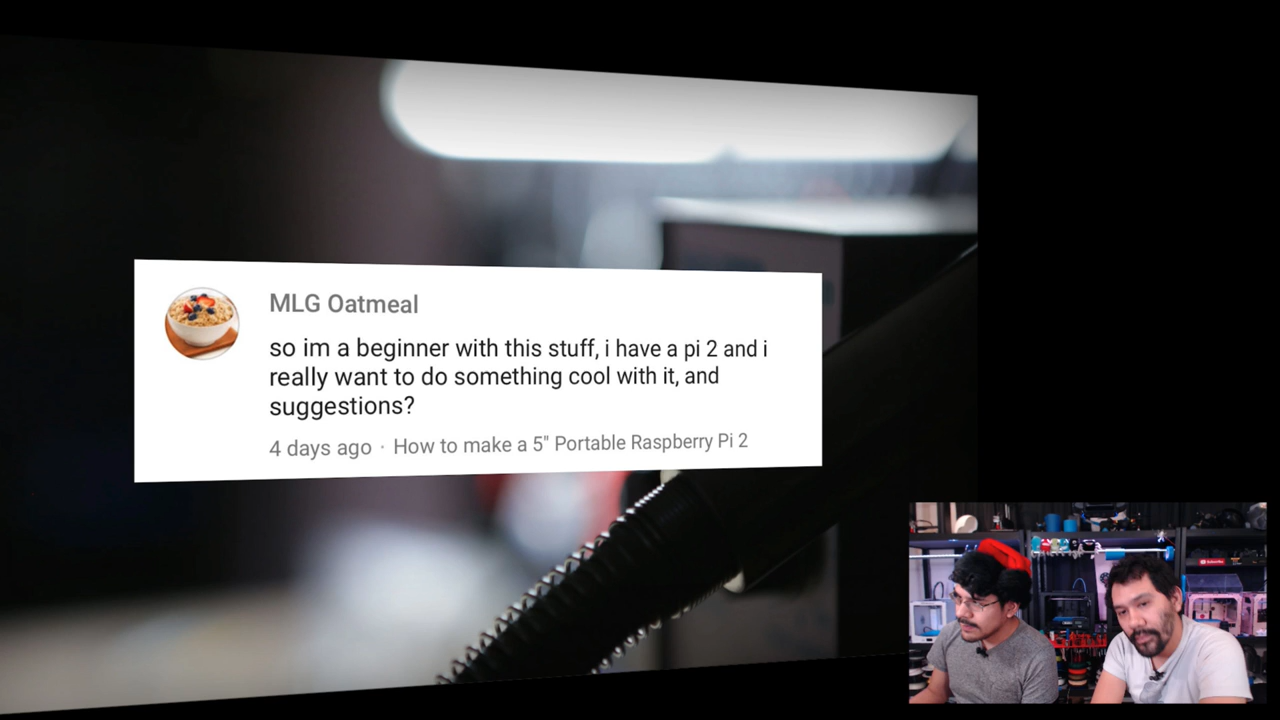 MLG Oatmeal
so im a beginner with this stuff, i have a pi 2 and i
really want to do something cool with it, and
suggestions?
4 days ago · How to make a 5" Portable Raspberry Pi 2